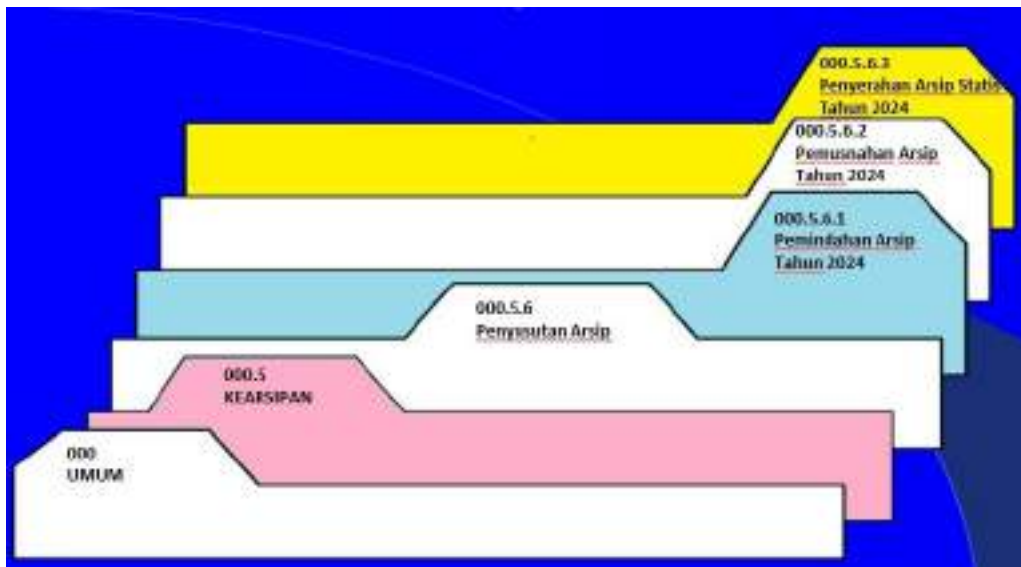 000.5.6.3
Penyerahan Arsip Statis
Tahun 2024
000.5.6.2
Pemusnahan Arsip
Tahun 2024
000.5.6.1
Pemindahan Arsip
Tahun 2024
000.5.6
Penyusutan Arsip
000.5
KEARSIPAN
000
UMUM